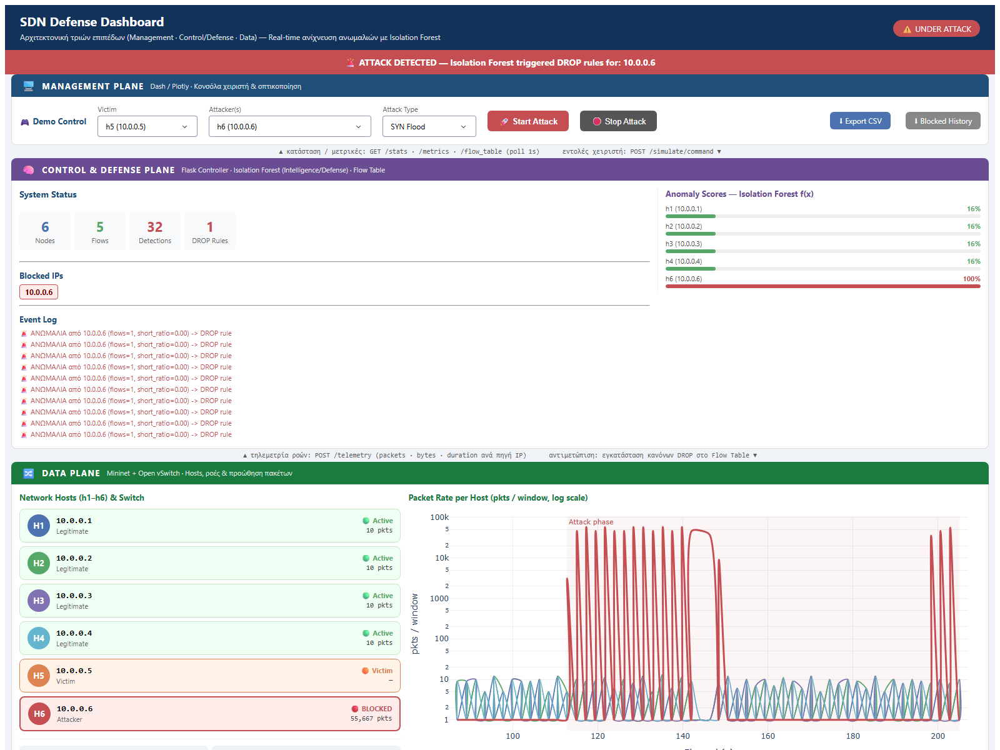 SDN Defense Dashboard
Αρχιτεκτονική τριών επιπέδων (Management · Control/Defense · Data) — Real-time ανίχνευση ανωμαλιών με Isolation Forest
⚠️ UNDER ATTACK
🚨 ATTACK DETECTED — Isolation Forest triggered DROP rules for: 10.0.0.6
🖥️ MANAGEMENT PLANE Dash / Plotly · Κονσόλα χειριστή & οπτικοποίηση
🎮 Demo Control
Victim
h5 (10.0.0.5)
Attacker(s)
h6 (10.0.0.6)
Attack Type
SYN Flood
🚀 Start Attack
🛑 Stop Attack
⬇ Export CSV
⬇ Blocked History
▲ κατάσταση / μετρικές: GET /stats · /metrics · /flow_table (poll 1s) εντολές χειριστή: POST /simulate/command ▼
🧠 CONTROL & DEFENSE PLANE Flask Controller · Isolation Forest (Intelligence/Defense) · Flow Table
System Status
6
Nodes
5
Flows
32
Detections
1
DROP Rules
Blocked IPs
10.0.0.6
Event Log
🚨 ΑΝΩΜΑΛΙΑ από 10.0.0.6 (flows=1, short_ratio=0.00) -> DROP rule
🚨 ΑΝΩΜΑΛΙΑ από 10.0.0.6 (flows=1, short_ratio=0.00) -> DROP rule
🚨 ΑΝΩΜΑΛΙΑ από 10.0.0.6 (flows=1, short_ratio=0.00) -> DROP rule
🚨 ΑΝΩΜΑΛΙΑ από 10.0.0.6 (flows=1, short_ratio=0.00) -> DROP rule
🚨 ΑΝΩΜΑΛΙΑ από 10.0.0.6 (flows=1, short_ratio=0.00) -> DROP rule
🚨 ΑΝΩΜΑΛΙΑ από 10.0.0.6 (flows=1, short_ratio=0.00) -> DROP rule
🚨 ΑΝΩΜΑΛΙΑ από 10.0.0.6 (flows=1, short_ratio=0.00) -> DROP rule
🚨 ΑΝΩΜΑΛΙΑ από 10.0.0.6 (flows=1, short_ratio=0.00) -> DROP rule
🚨 ΑΝΩΜΑΛΙΑ από 10.0.0.6 (flows=1, short_ratio=0.00) -> DROP rule
🚨 ΑΝΩΜΑΛΙΑ από 10.0.0.6 (flows=1, short_ratio=0.00) -> DROP rule
Anomaly Scores — Isolation Forest f(x)
h1 (10.0.0.1) 16%
h2 (10.0.0.2) 16%
h3 (10.0.0.3) 16%
h4 (10.0.0.4) 16%
h6 (10.0.0.6) 100%
▲ τηλεμετρία ροών: POST /telemetry (packets · bytes · duration ανά πηγή IP) αντιμετώπιση: εγκατάσταση κανόνων DROP στο Flow Table ▼
🔀 DATA PLANE Mininet + Open vSwitch · Hosts, ροές & προώθηση πακέτων
Network Hosts (h1–h6) & Switch
H1 10.0.0.1 Active
Legitimate 10 pkts
H2 10.0.0.2 Active
Legitimate 10 pkts
H3 10.0.0.3 Active
Legitimate 10 pkts
H4 10.0.0.4 Active
Legitimate 10 pkts
H5 10.0.0.5 Victim
Victim —
H6 10.0.0.6 BLOCKED
Attacker 55,667 pkts
Packet Rate per Host (pkts / window, log scale)
Attack phase
100k
5
2
10k
5
2
1000
5
2
100
5
2
10
5
2
1
pkts / window
100 120 140 160 180 200